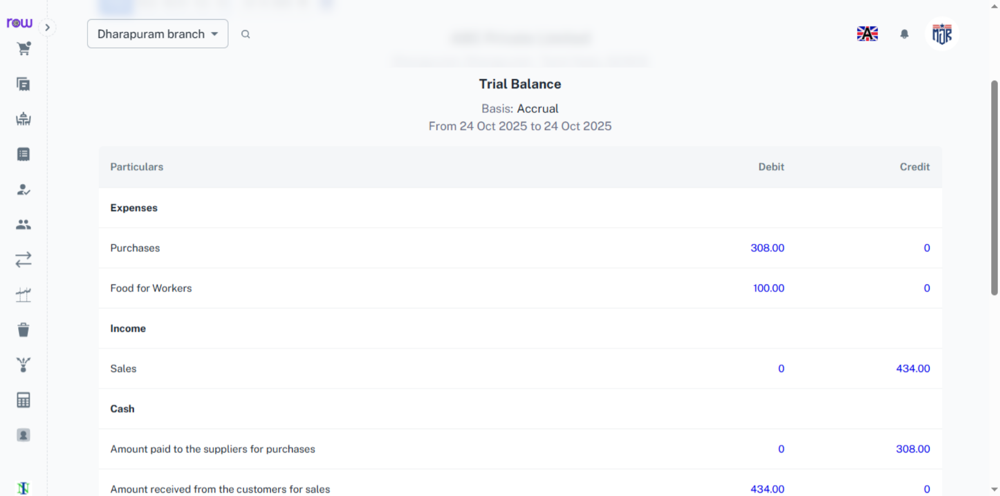 row
Dharapuram branch
A
MJR
Trial Balance
Basis: Accrual
From 24 Oct 2025 to 24 Oct 2025
Particulars Debit Credit
Expenses
Purchases 308.00 0
Food for Workers 100.00 0
Income
Sales 0 434.00
Cash
Amount paid to the suppliers for purchases 0 308.00
Amount received from the customers for sales 434.00 0